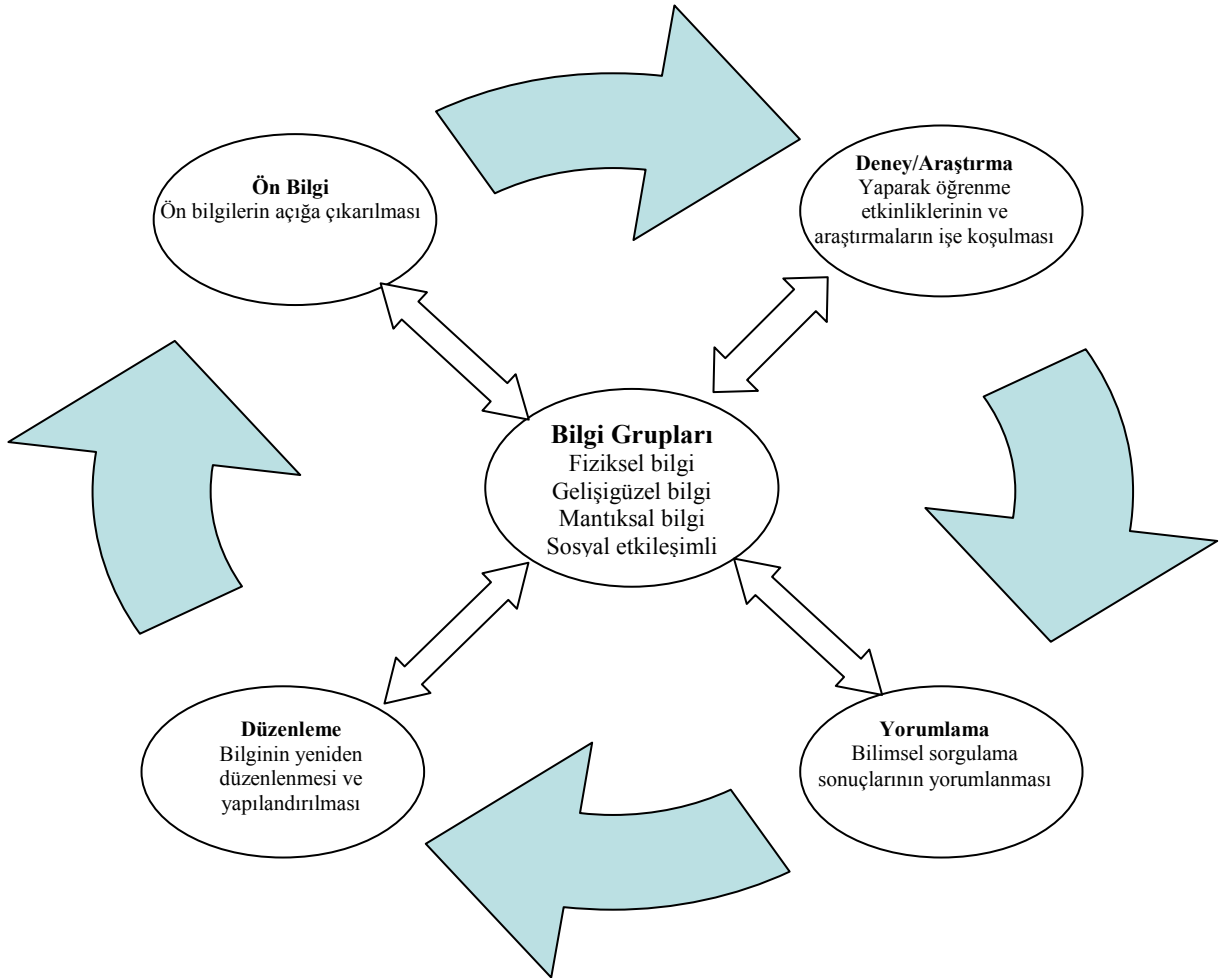 Ön Bilgi
Ön bilgilerin açığa çıkarılması
Deney/Araştırma
Yaparak öğrenme
etkinliklerinin ve
araştırmaların işe koşulması
Bilgi Grupları
Fiziksel bilgi
Gelişigüzel bilgi
Mantıksal bilgi
Sosyal etkileşimli
Düzenleme
Bilginin yeniden
düzenlenmesi ve
yapılandırılması
Yorumlama
Bilimsel sorgulama
sonuçlarının yorumlanması